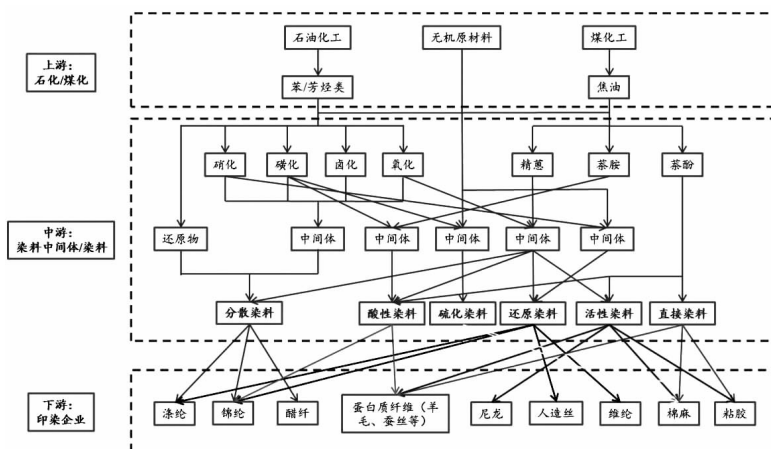 石油化工
无机原材料
煤化工
上游：
石化/煤化
苯/芳烃类
焦油
硝化
磺化
卤化
氧化
精蒽
萘胺
萘酚
中游：
染料中间体/染料
还原物
中间体
中间体
中间体
中间体
中间体
分散染料
酸性染料
硫化染料
还原染料
活性染料
直接染料
下游：
印染企业
涤纶
锦纶
醋纤
蛋白质纤维（羊
毛、蚕丝等）
尼龙
人造丝
维纶
棉麻
粘胶